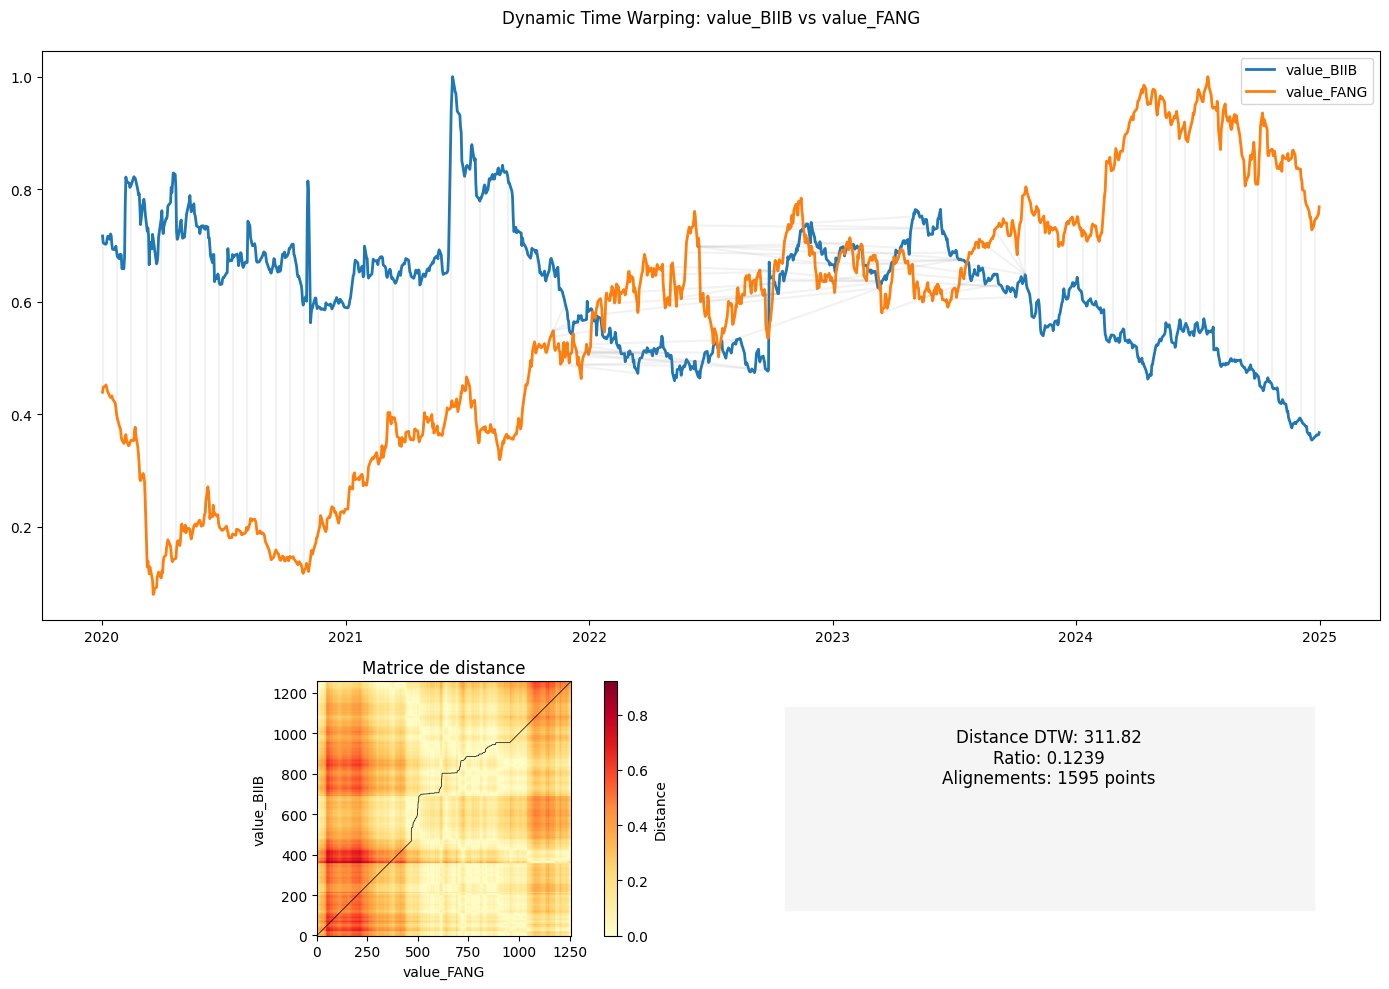 Dynamic Time Warping: value_BIIB vs value_FANG
value_BIIB
value_FANG
1.0
0.8
0.6
0.4
0.2
2020 2021 2022 2023 2024 2025
Matrice de distance
value_BIIB
1200
1000
800
600
400
200
0
0 250 500 750 1000 1250
value_FANG
0.8
0.6
0.4
0.2
0.0
Distance
Distance DTW: 311.82
Ratio: 0.1239
Alignements: 1595 points